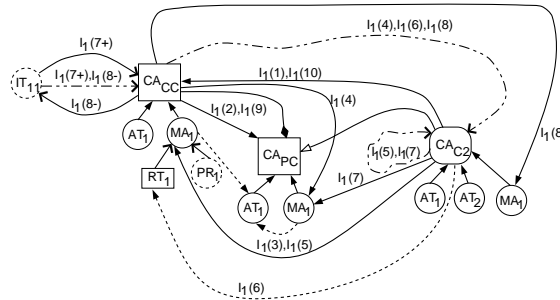 I1(4),I1(6),I1(8)
I1(7+)
IT11
I1(7+),I1(8-)
I1(8-)
CACC
I1(1),I1(10)
I1(2),I1(9)
I1(4)
I1(8
AT1
MA1
CAPC
I1(5),I1(7)
CAC2
RT1
PR1
I1(7)
AT1
MA1
AT1
AT2
MA1
I1(3),I1(5)
I1(6)